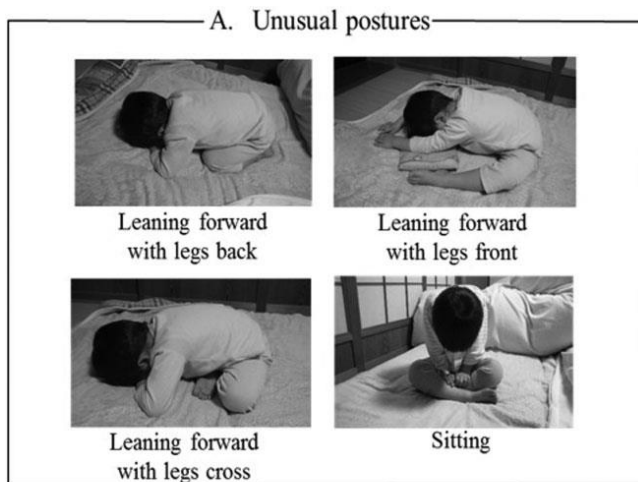 A. Unusual postures
Leaning forward
with legs back
Leaning forward
with legs front
Leaning forward
with legs cross
Sitting